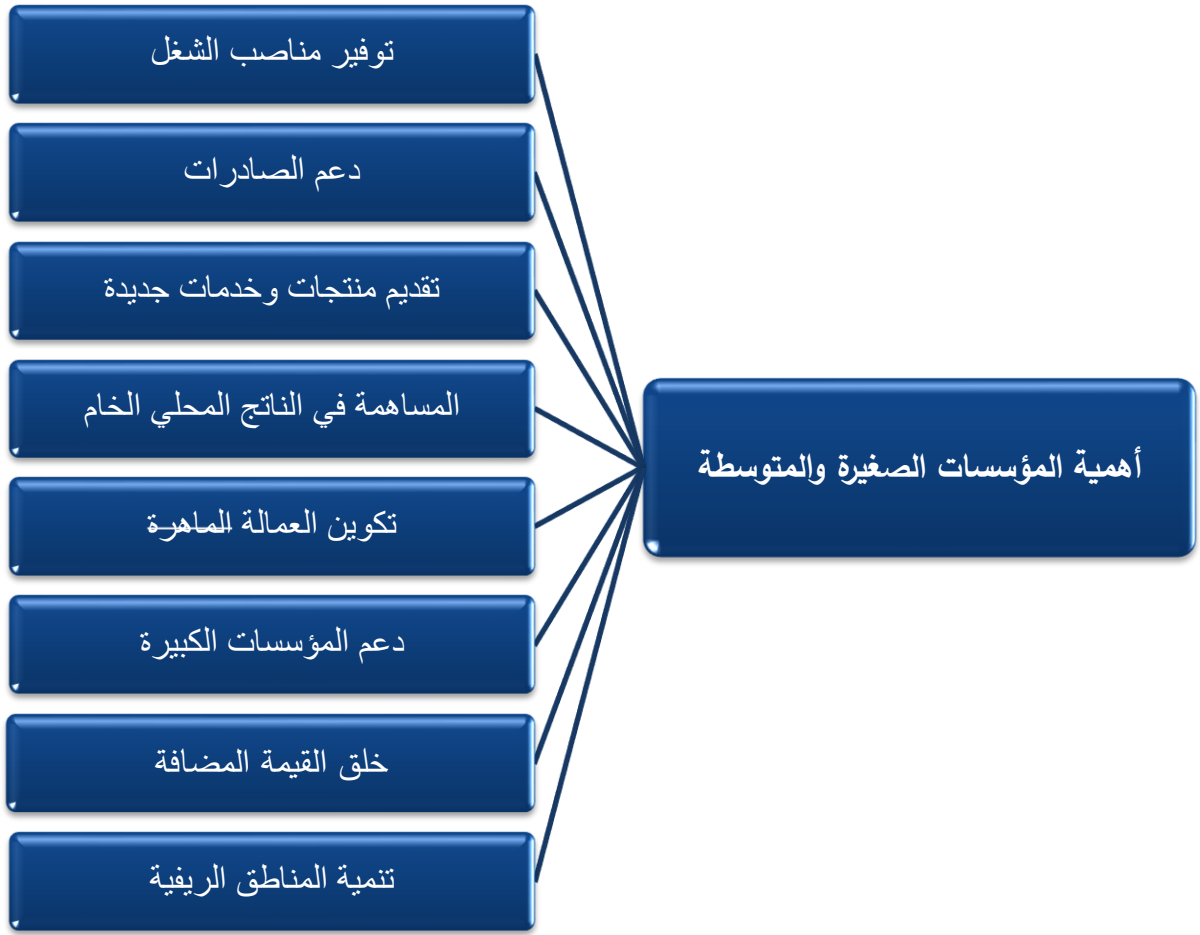 أهمية المؤسسات الصغيرة والمتوسطة
توفير مناصب الشغل
دعم الصادرات
تقديم منتجات وخدمات جديدة
المساهمة في الناتج المحلي الخام
تكوين العمالة الماهرة
دعم المؤسسات الكبيرة
خلق القيمة المضافة
تنمية المناطق الريفية